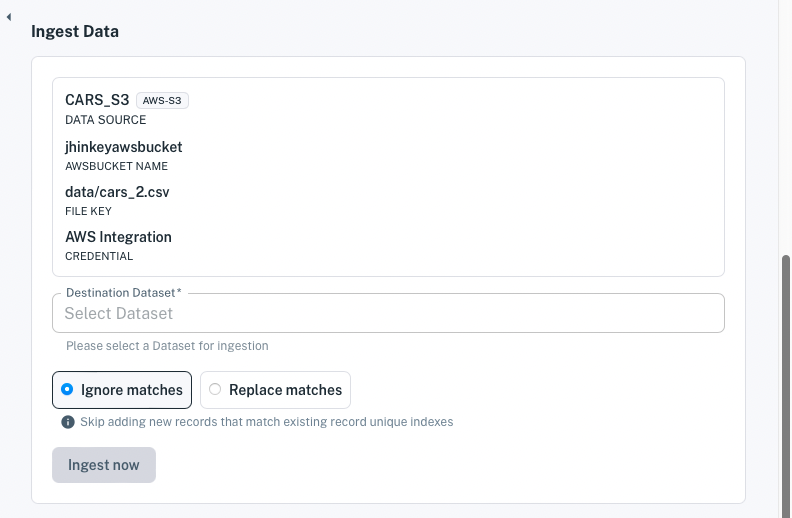 Ingest Data
CARS_S3 AWS-S3
DATA SOURCE
jhinkeyawsbucket
AWSBUCKET NAME
data/cars_2.csv
FILE KEY
AWS Integration
CREDENTIAL
Destination Dataset*
Select Dataset
Please select a Dataset for ingestion
Ignore matches Replace matches
Skip adding new records that match existing record unique indexes
Ingest now